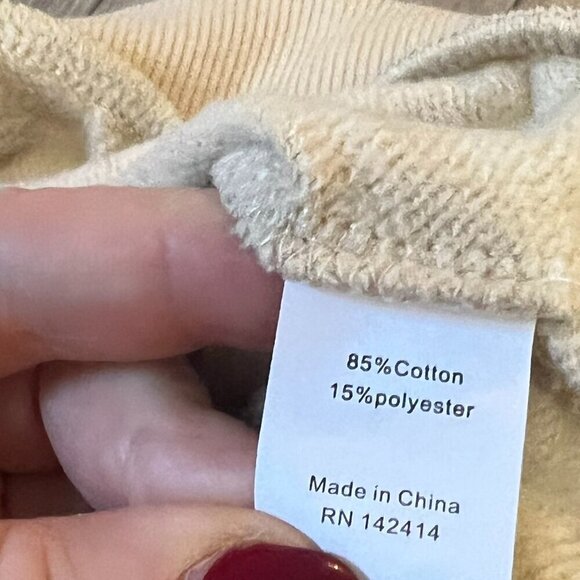 85%Cotton
15%polyester
Made in China
RN 142414